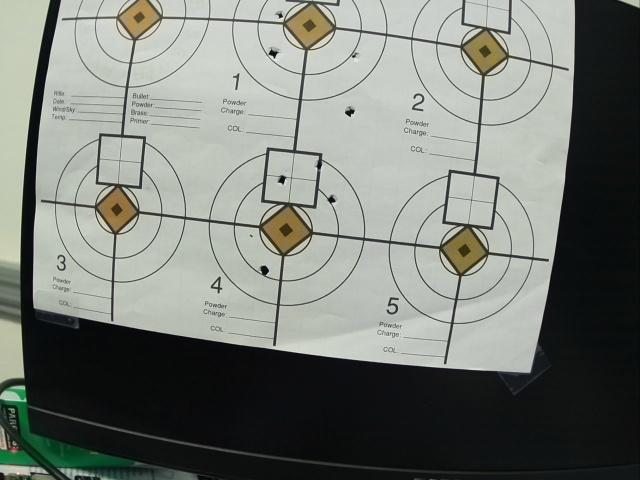 1
Powder
Charge:
COL:
2
Powder
Charge:
COL:
Rifle:
Date:
Wind/Sky:
Temp:
Bullet:
Powder:
Brass:
Primer:
3
Powder
Charge:
COL:
4
Powder
Charge:
COL:
5
Powder
Charge:
COL: